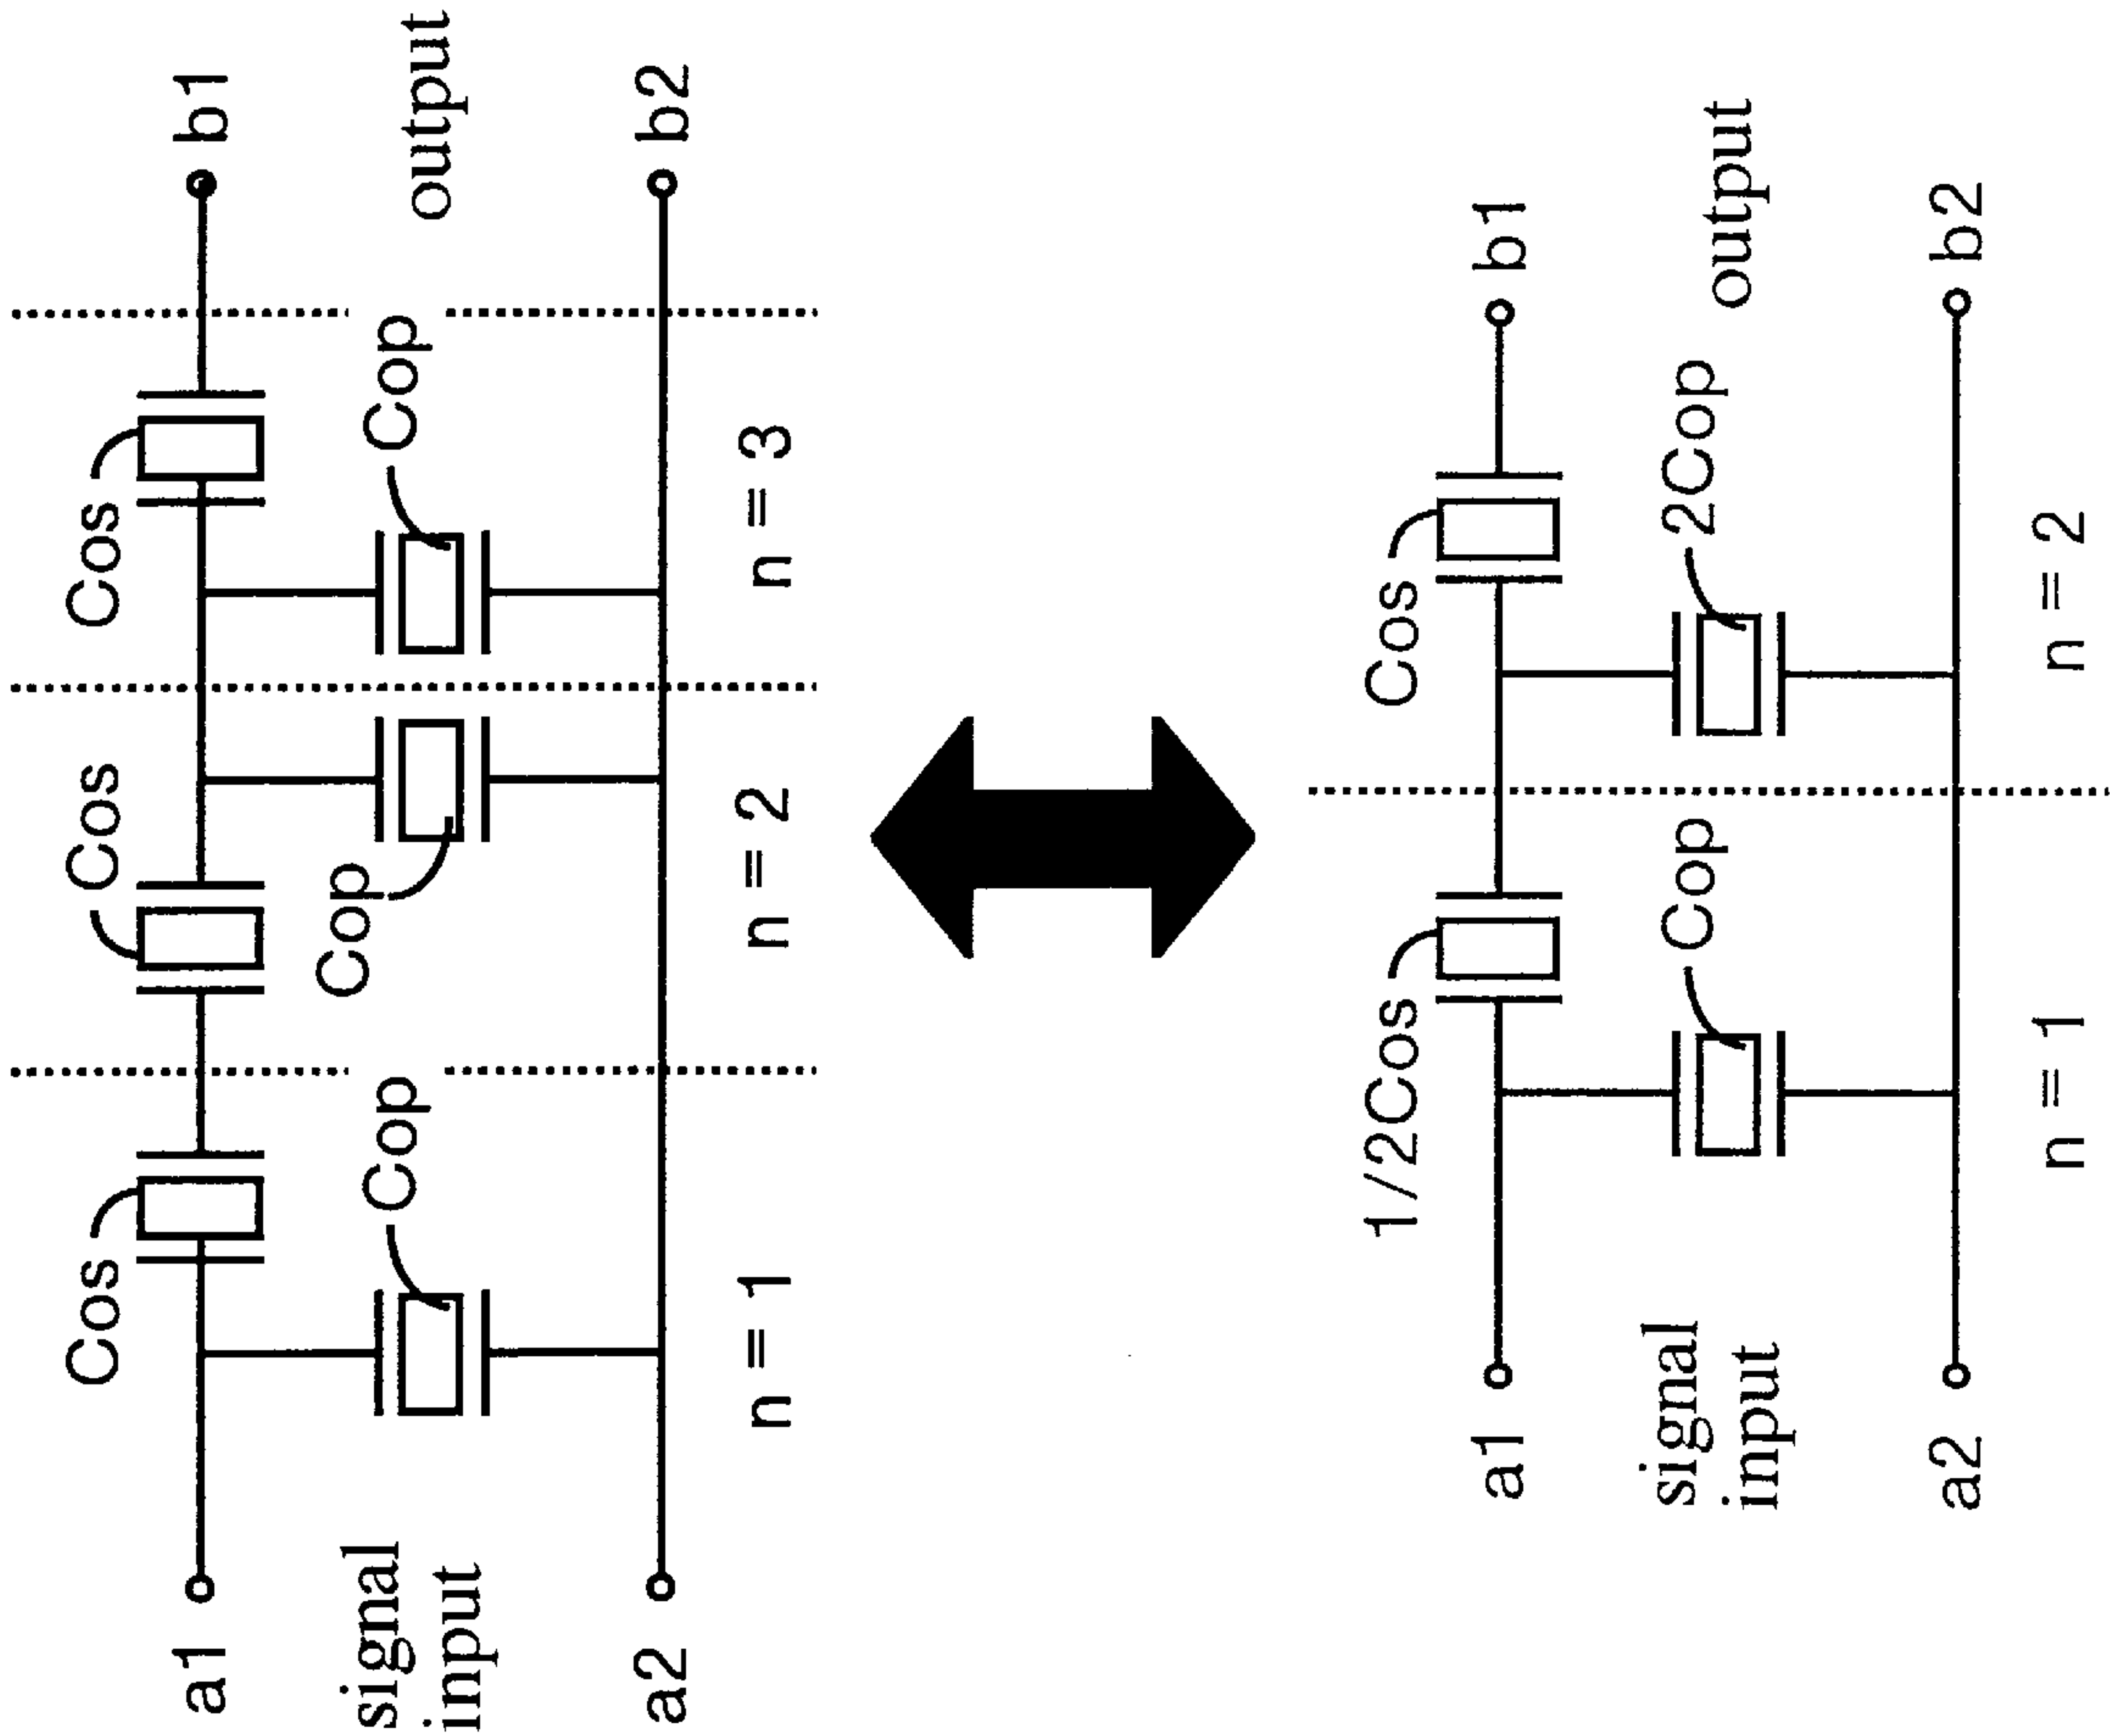 Cos
Cos
Cos
a1
b1
Cop
Cop
Cop
signal
input
output
a2
b2
n = 1
n = 2
n = 3
1/2Cos
Cos
a1
b1
Cop
2Cop
signal
input
output
a2
b2
n = 1
n = 2